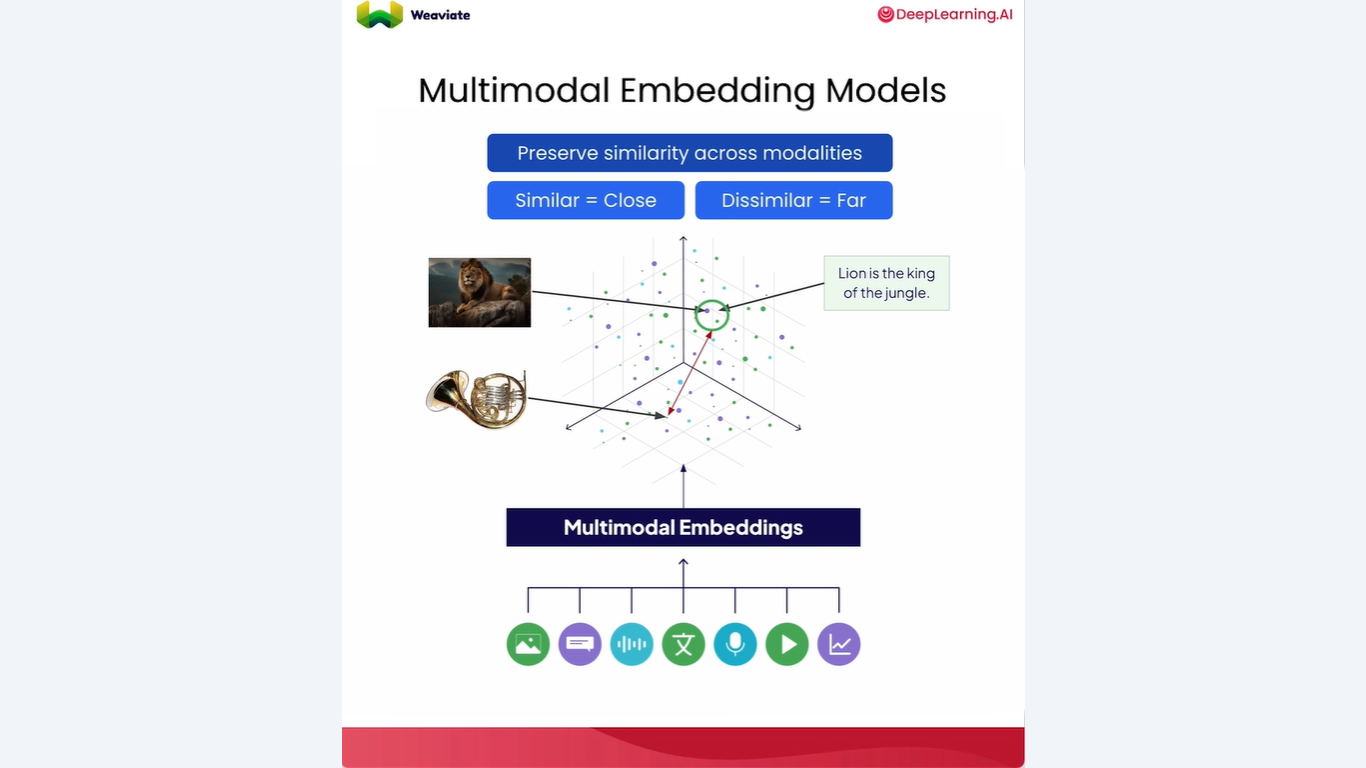 Weaviate
DeepLearning.AI
Multimodal Embedding Models
Preserve similarity across modalities
Similar = Close
Dissimilar = Far
Lion is the king
of the jungle.
Multimodal Embeddings
文